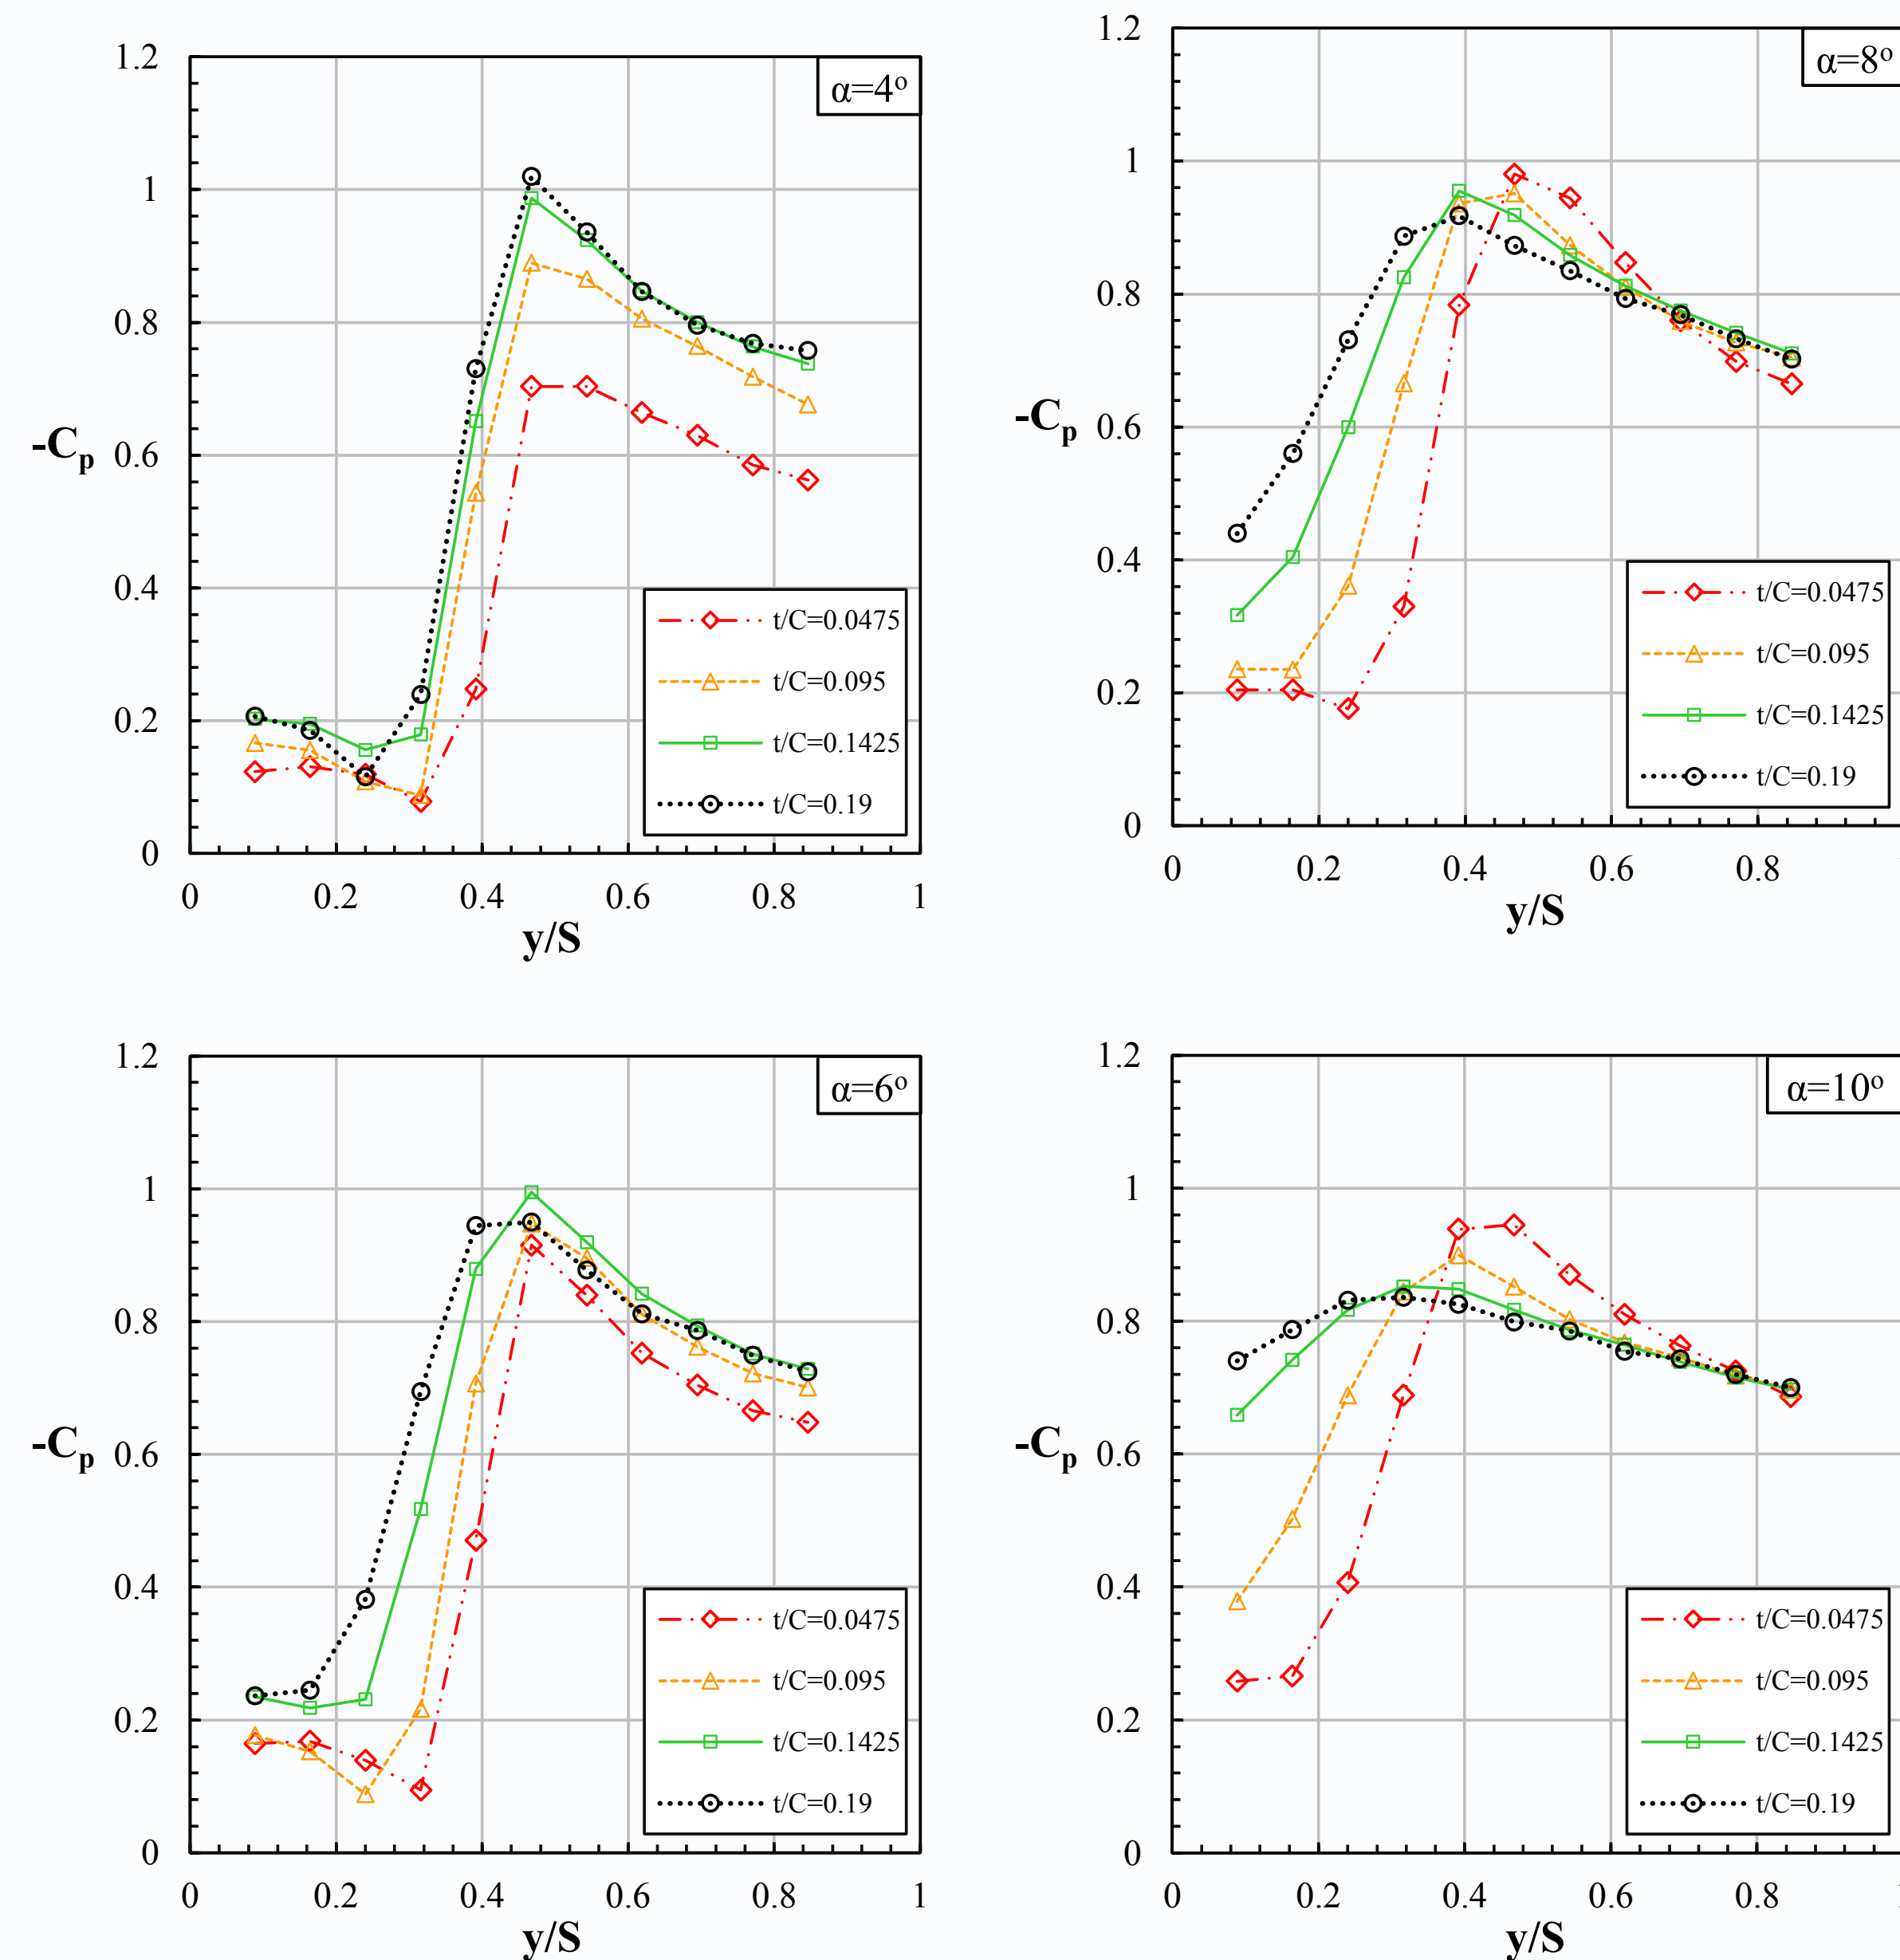 α=4º
1.2
1
0.8
0.6
0.4
0.2
0
-Cp
t/C=0.0475
t/C=0.095
t/C=0.1425
t/C=0.19
0 0.2 0.4 0.6 0.8 1
y/S
α=8º
1.2
1
0.8
0.6
0.4
0.2
0
-Cp
t/C=0.0475
t/C=0.095
t/C=0.1425
t/C=0.19
0 0.2 0.4 0.6 0.8
y/S
α=6º
1.2
1
0.8
0.6
0.4
0.2
0
-Cp
t/C=0.0475
t/C=0.095
t/C=0.1425
t/C=0.19
0 0.2 0.4 0.6 0.8 1
y/S
α=10º
1.2
1
0.8
0.6
0.4
0.2
0
-Cp
t/C=0.0475
t/C=0.095
t/C=0.1425
t/C=0.19
0 0.2 0.4 0.6 0.8
y/S